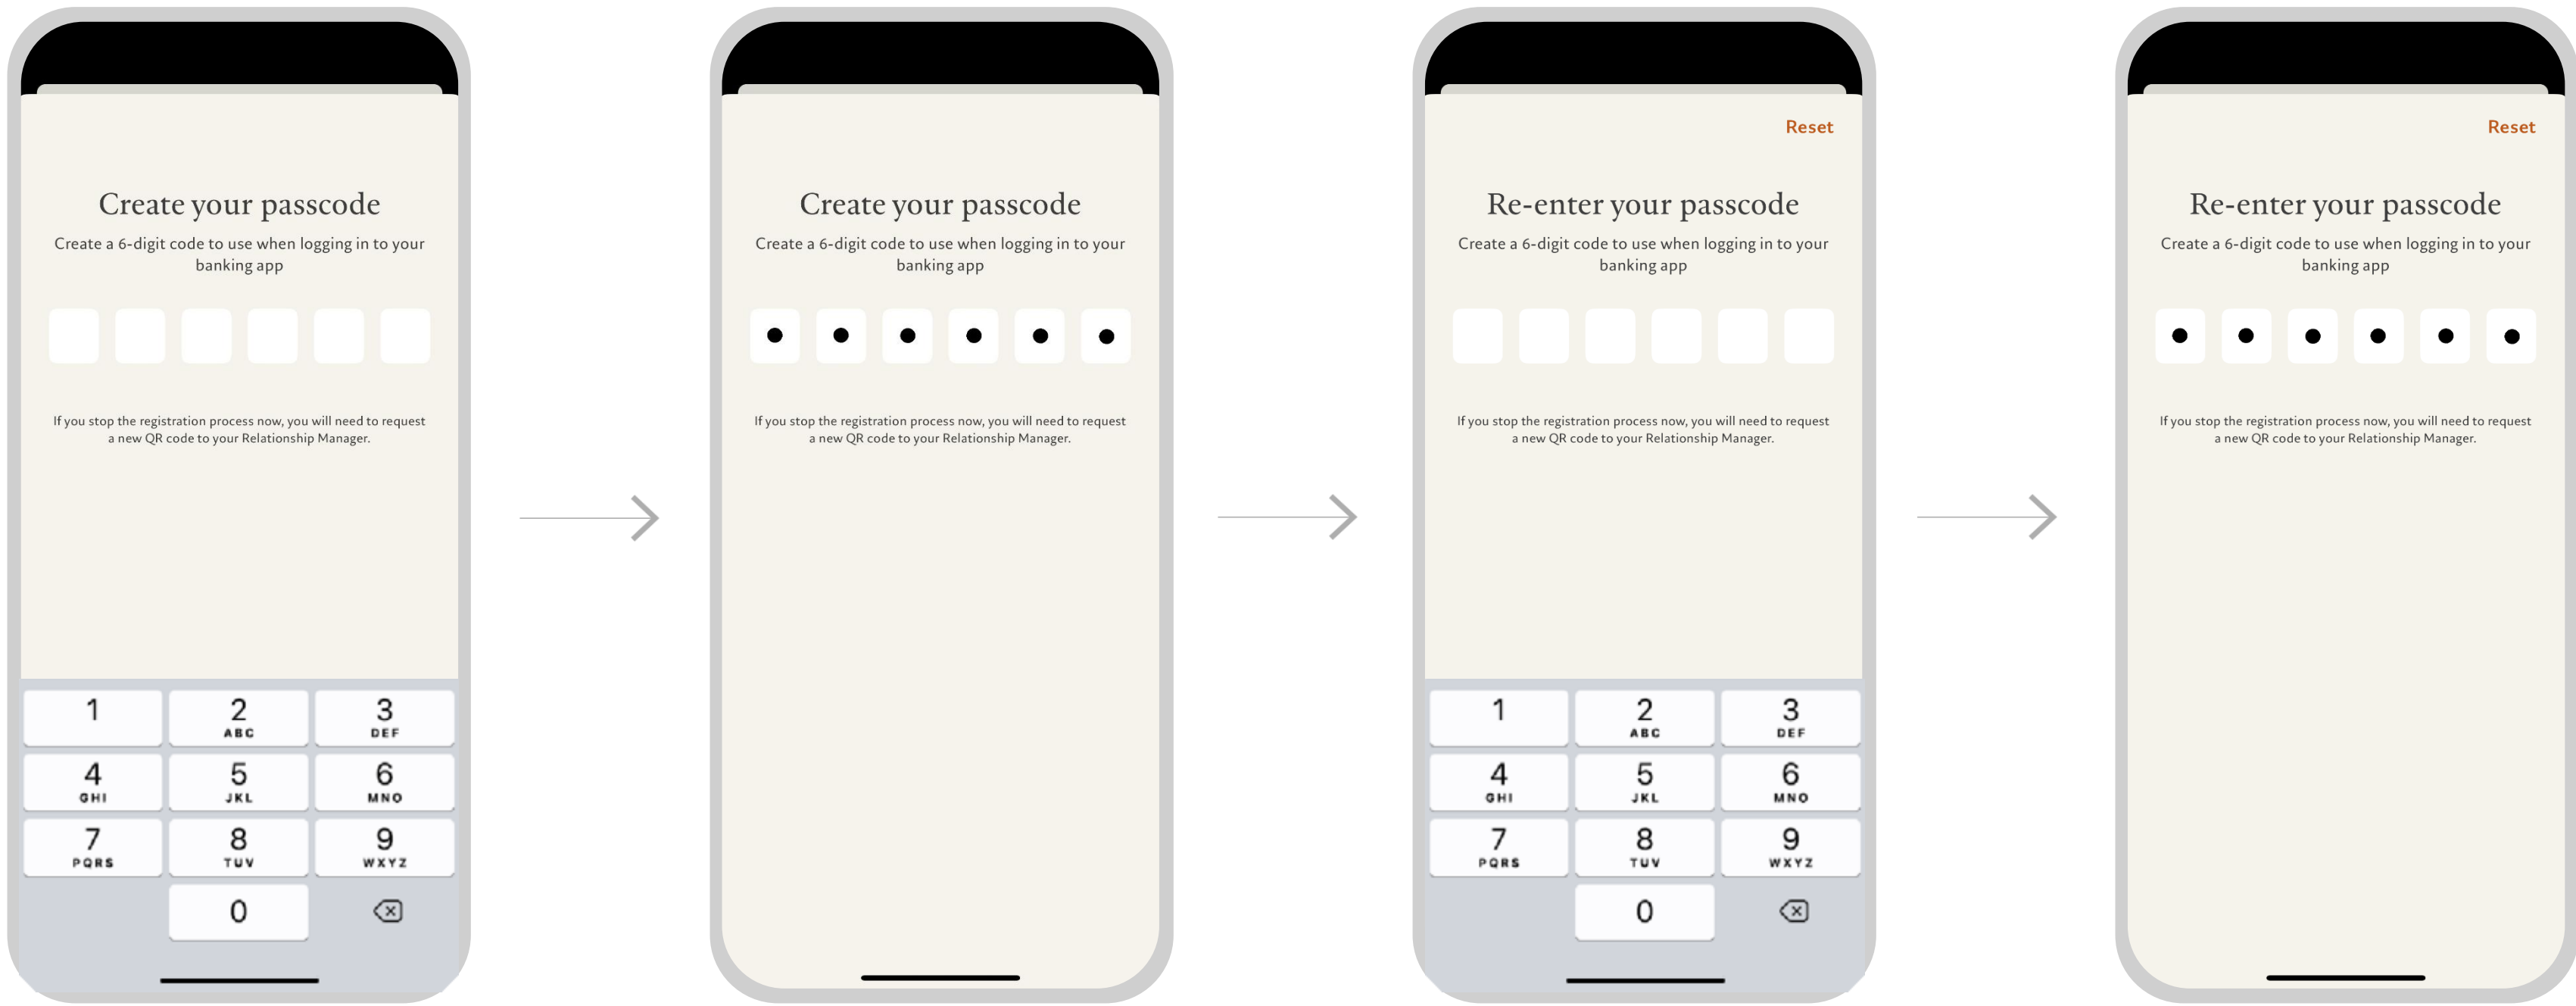 Create your passcode
Create a 6-digit code to use when logging in to your
banking app
If you stop the registration process now, you will need to request
a new QR code to your Relationship Manager.
1
2
ABC
3
DEF
4
GHI
5
JKL
6
MNO
7
PQRS
8
TUV
9
WXYZ
0
Create your passcode
Create a 6-digit code to use when logging in to your
banking app
If you stop the registration process now, you will need to request
a new QR code to your Relationship Manager.
Reset
Re-enter your passcode
Create a 6-digit code to use when logging in to your
banking app
If you stop the registration process now, you will need to request
a new QR code to your Relationship Manager.
1
2
ABC
3
DEF
4
GHI
5
JKL
6
MNO
7
PQRS
8
TUV
9
WXYZ
0
Reset
Re-enter your passcode
Create a 6-digit code to use when logging in to your
banking app
If you stop the registration process now, you will need to request
a new QR code to your Relationship Manager.